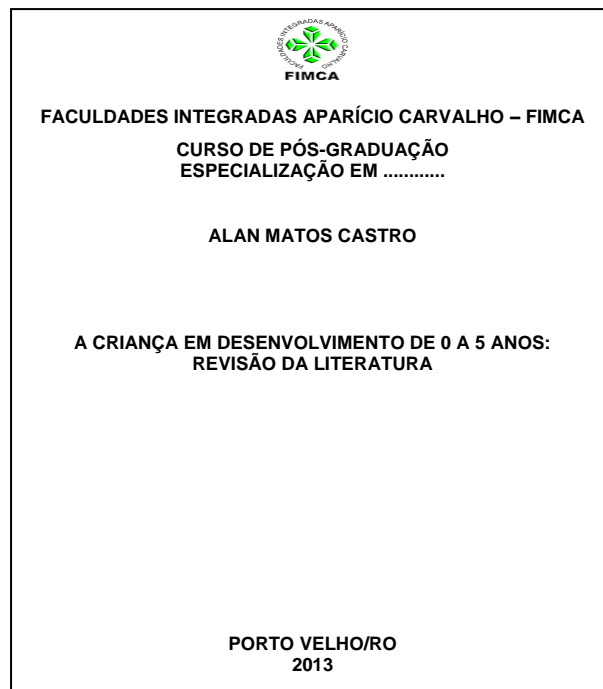 FACULDADES INTEGRADAS APARÍCIO CARVALHO
FIMCA
FACULDADES INTEGRADAS APARÍCIO CARVALHO – FIMCA
CURSO DE PÓS-GRADUAÇÃO
ESPECIALIZAÇÃO EM ............
ALAN MATOS CASTRO
A CRIANÇA EM DESENVOLVIMENTO DE 0 A 5 ANOS:
REVISÃO DA LITERATURA
PORTO VELHO/RO
2013